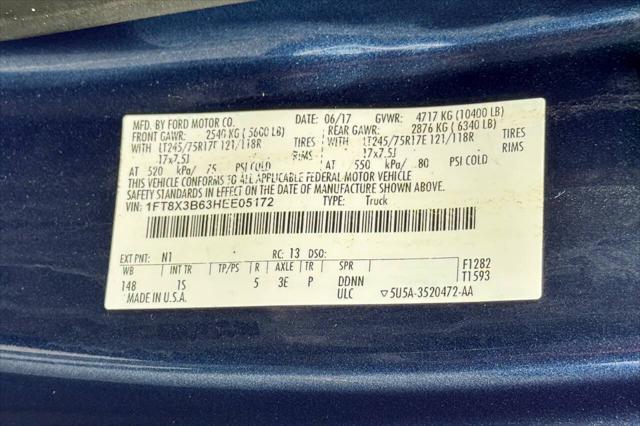 MFD. BY FORD MOTOR CO. DATE: 06/17 GVWR: 4717 KG (10400 LB)
FRONT GAWR: 2540 KG (5600 LB) REAR GAWR: 2876 KG (6340 LB)
WITH LT245/75R17E 121/118R TIRES WITH LT245/75R17E 121/118R TIRES
17x7.5J RIMS 17x7.5J RIMS
AT 520 kPa/ 75 PSI COLD AT 550 kPa/ 80 PSI COLD
THIS VEHICLE CONFORMS TO ALL APPLICABLE FEDERAL MOTOR VEHICLE
SAFETY STANDARDS IN EFFECT ON THE DATE OF MANUFACTURE SHOWN ABOVE.
VIN: 1FT8X3B63HEE05172 TYPE: Truck
EXT PNT: N1 RC: 13 DSO: F1282
WB INT TR TP/PS R AXLE TR SPR T1593
148 1S 5 3E P DDNN
MADE IN U.S.A. ULC ▽5U5A-3520472-AA